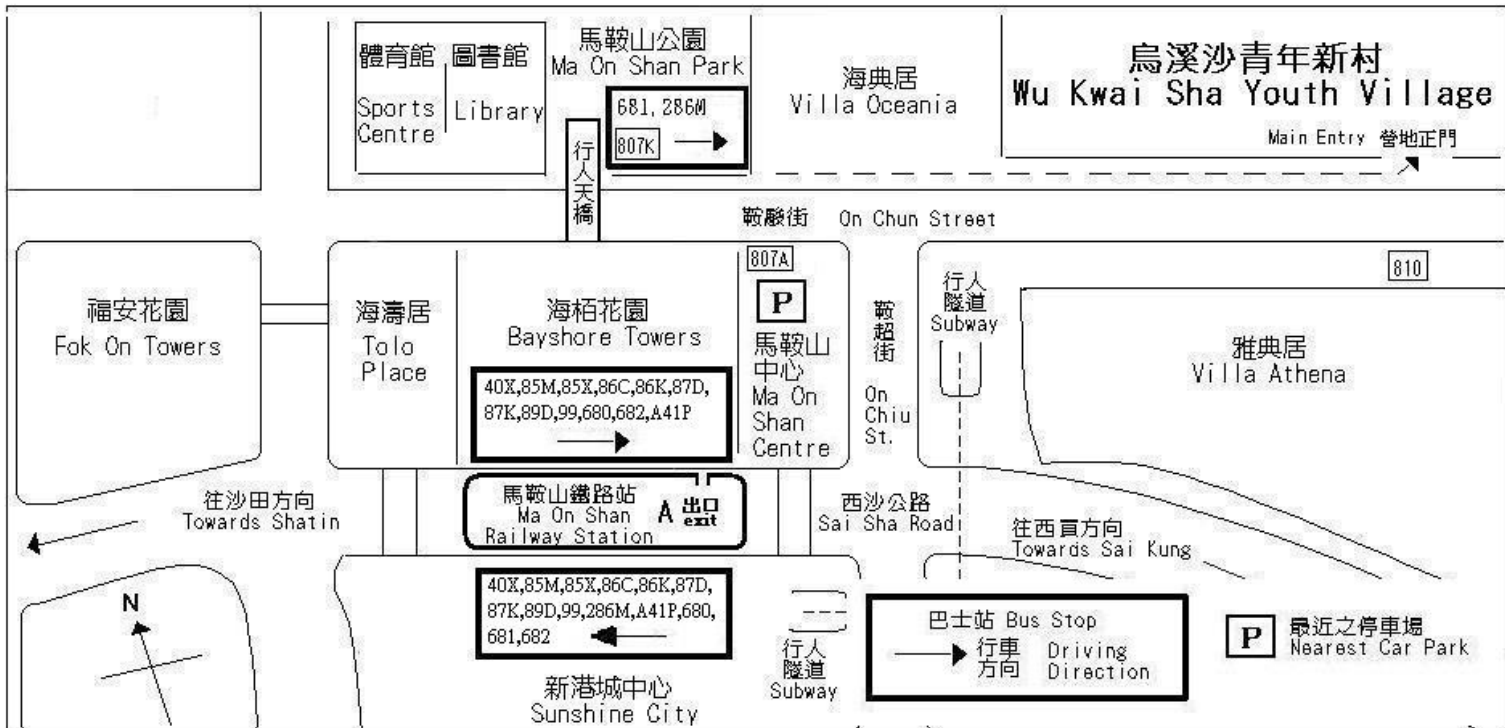 體育館 圖書館
Sports Centre
Library
馬鞍山公園
Ma On Shan Park
681, 286M
807K
海典居
Villa Oceania
烏溪沙青年新村
Wu Kwai Sha Youth Village
Main Entry 營地正門
行人天橋
鞍駿街 On Chun Street
福安花園
Fok On Towers
海濤居
Tolo
Place
海栢花園
Bayshore Towers
40X,85M,85X,86C,86K,87D,
87K,89D,99,680,682,A41P
807A
P
馬鞍山
中心
Ma On
Shan
Centre
鞍超街
On
Chiu
St.
行人
隧道
Subway
810
雅典居
Villa Athena
往沙田方向
Towards Shatin
馬鞍山鐵路站
Ma On Shan
Railway Station
A 出口
exit
西沙公路
Sai Sha Road
往西貢方向
Towards Sai Kung
N
40X,85M,85X,86C,86K,87D,
87K,89D,99,286M,A41P,680,
681,682
新港城中心
Sunshine City
行人
隧道
Subway
巴士站 Bus Stop
行車方向
Driving
Direction
P
最近之停車場
Nearest Car Park